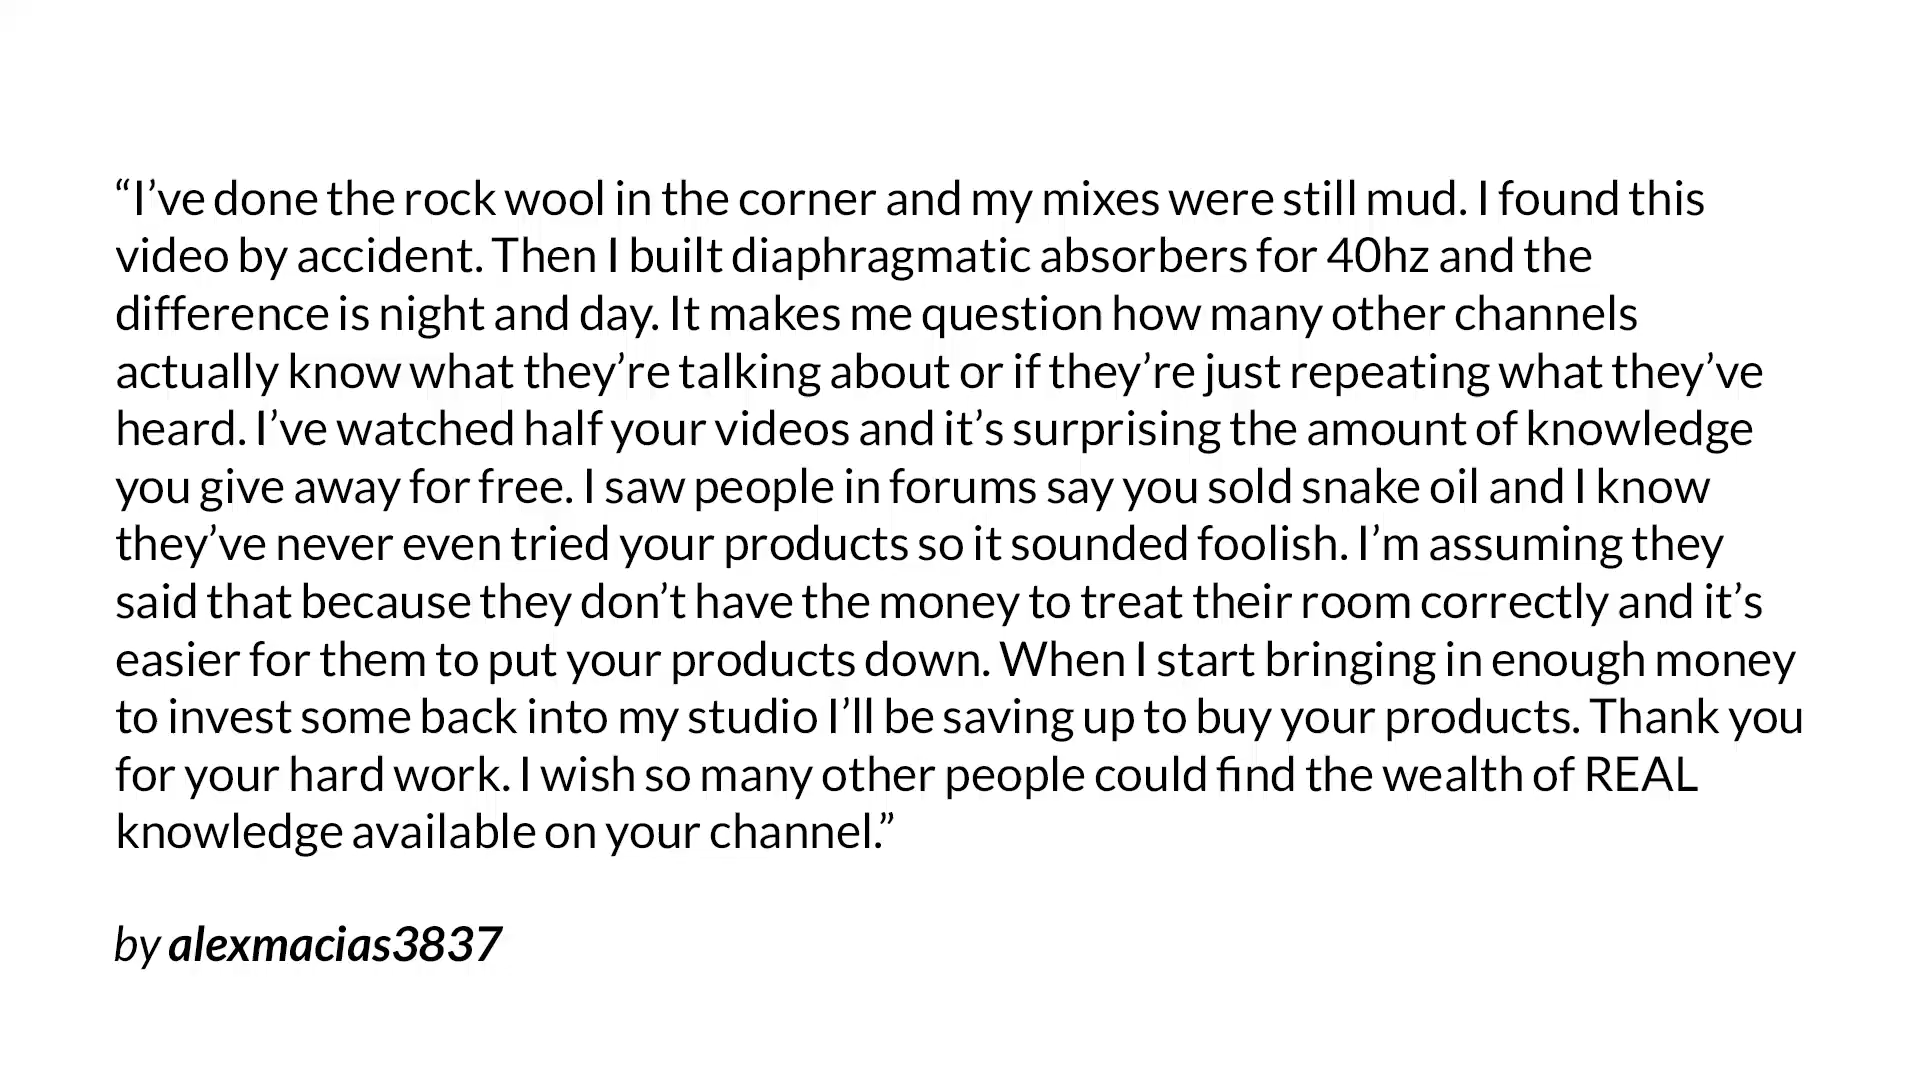 “I’ve done the rock wool in the corner and my mixes were still mud. I found this
video by accident. Then I built diaphragmatic absorbers for 40hz and the
difference is night and day. It makes me question how many other channels
actually know what they’re talking about or if they’re just repeating what they’ve
heard. I’ve watched half your videos and it’s surprising the amount of knowledge
you give away for free. I saw people in forums say you sold snake oil and I know
they’ve never even tried your products so it sounded foolish. I’m assuming they
said that because they don’t have the money to treat their room correctly and it’s
easier for them to put your products down. When I start bringing in enough money
to invest some back into my studio I’ll be saving up to buy your products. Thank you
for your hard work. I wish so many other people could find the wealth of REAL
knowledge available on your channel.”
by alexmacias3837